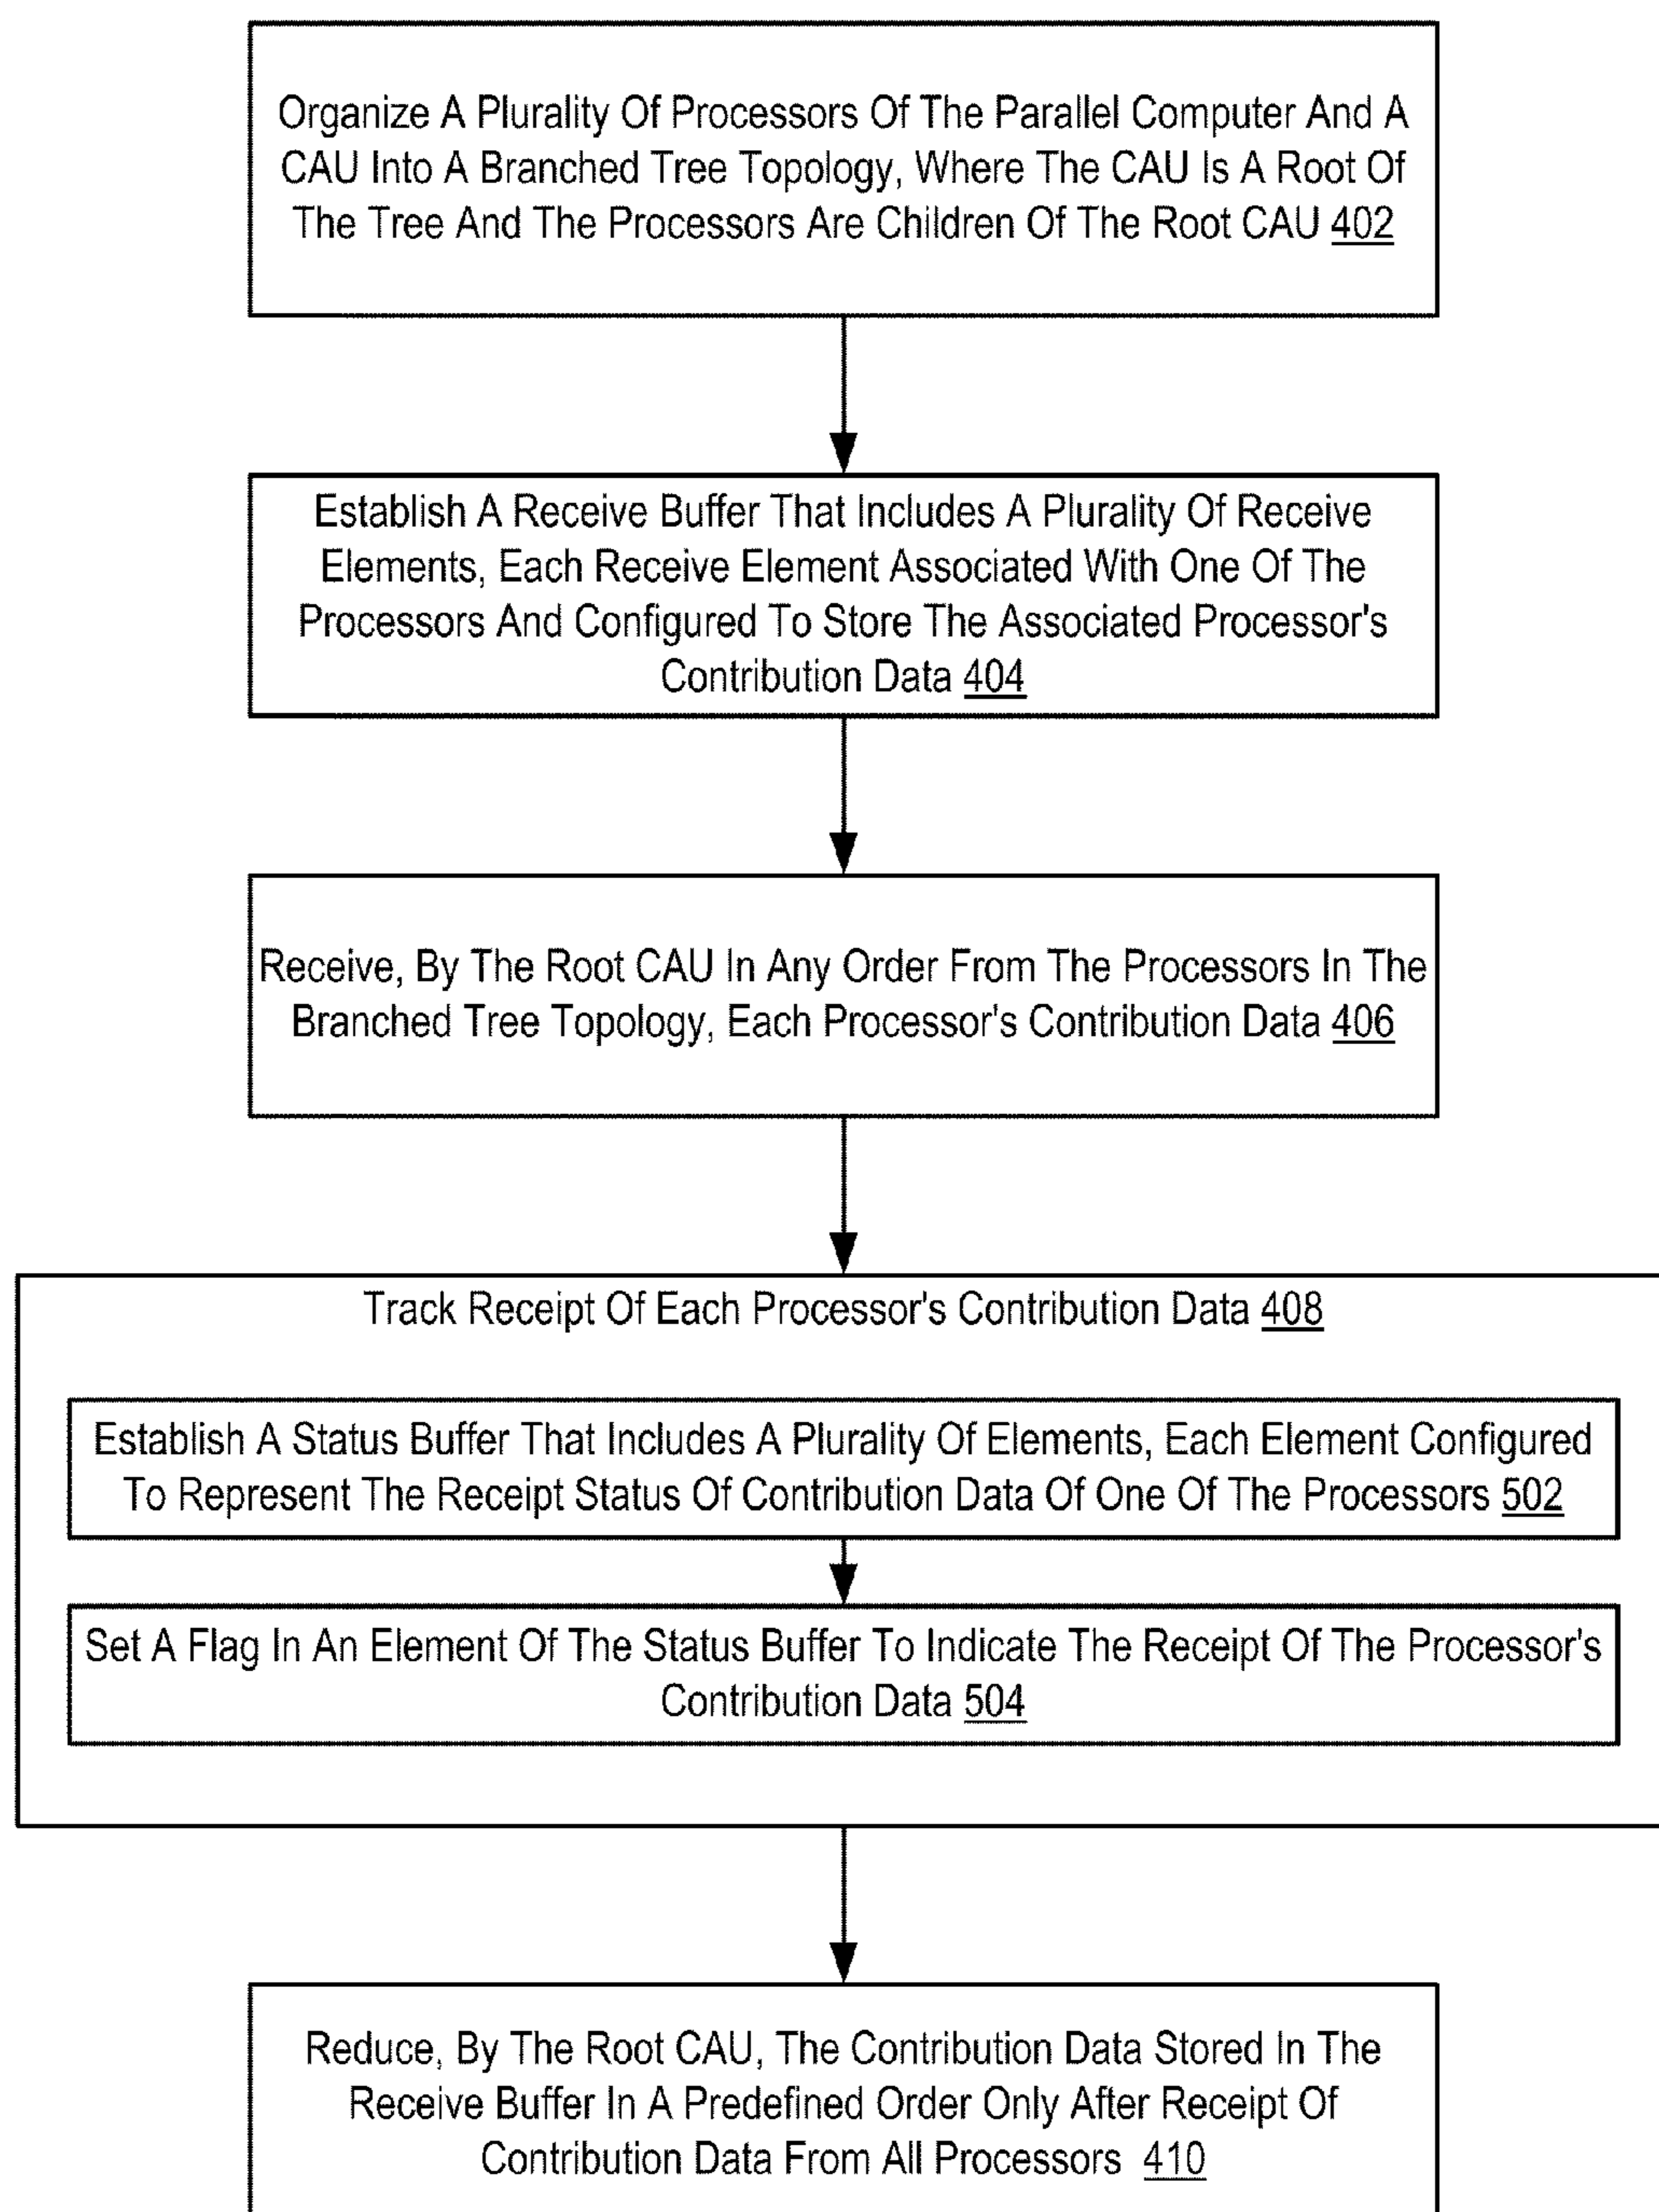 Organize A Plurality Of Processors Of The Parallel Computer And A
CAU Into A Branched Tree Topology, Where The CAU Is A Root Of
The Tree And The Processors Are Children Of The Root CAU 402
Establish A Receive Buffer That Includes A Plurality Of Receive
Elements, Each Receive Element Associated With One Of The
Processors And Configured To Store The Associated Processor's
Contribution Data 404
Receive, By The Root CAU In Any Order From The Processors In The
Branched Tree Topology, Each Processor's Contribution Data 406
Track Receipt Of Each Processor's Contribution Data 408
Establish A Status Buffer That Includes A Plurality Of Elements, Each Element Configured
To Represent The Receipt Status Of Contribution Data Of One Of The Processors 502
Set A Flag In An Element Of The Status Buffer To Indicate The Receipt Of The Processor's
Contribution Data 504
Reduce, By The Root CAU, The Contribution Data Stored In The
Receive Buffer In A Predefined Order Only After Receipt Of
Contribution Data From All Processors 410